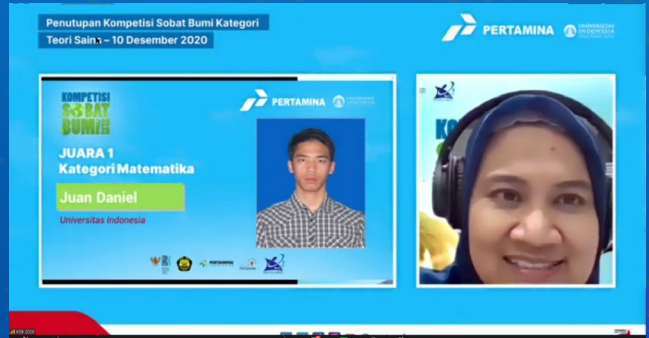 Penutupan Kompetisi Sobat Bumi Kategori
Teori Sains – 10 Desember 2020
PERTAMINA
UNIVERSITAS
INDONESIA
KOMPETISI
SOBAT
BUMI
PERTAMINA
JUARA 1
Kategori Matematika
Juan Daniel
Universitas Indonesia
PERTAMINA